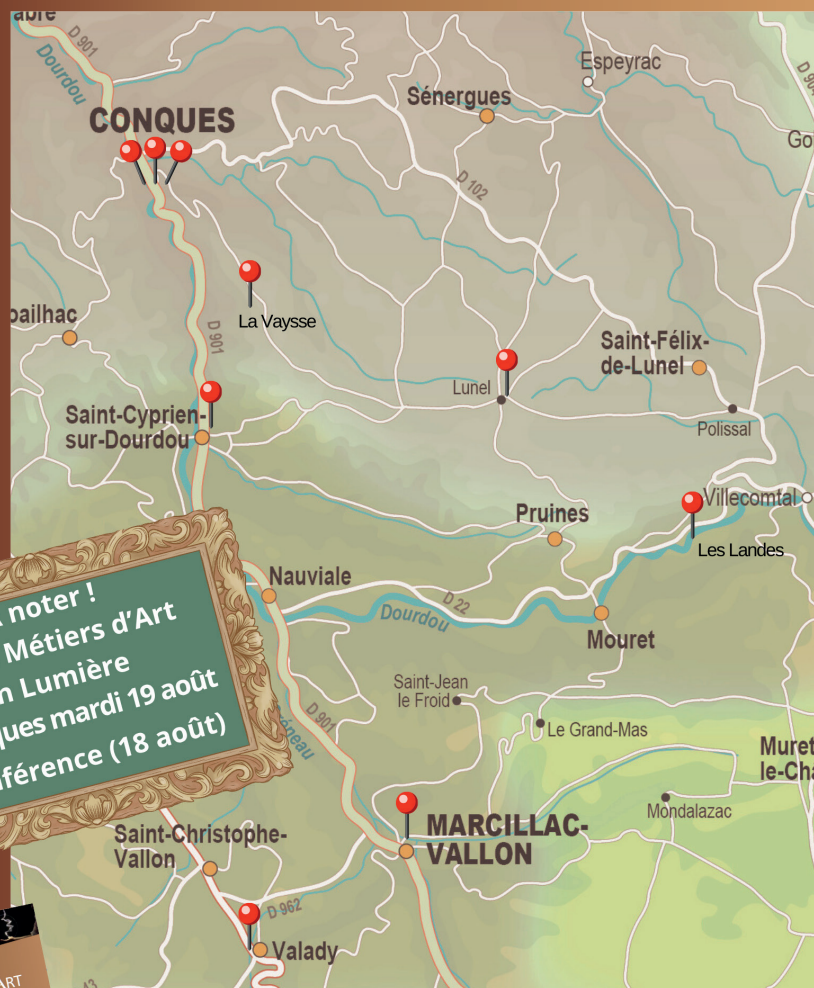 D 901
Dourdou
CONQUES
Sénergues
Espeyrac
D 102
La Vaysse
D 901
Saint-Félix-
de-Lunel
Lunel
Polissal
Saint-Cyprien-
sur-Dourdou
Villecomtal
Les Landes
Pruines
Nauviale
D 22
Dourdou
Mouret
noter !
Métiers d'Art
Lumière
mardi 19 août
(18 août)
Saint-Jean
le Froid
D 901
Le Grand-Mas
Muret
Mondalazac
MARCILLAC-
VALLON
Saint-Christophe-
Vallon
D 962
Valady